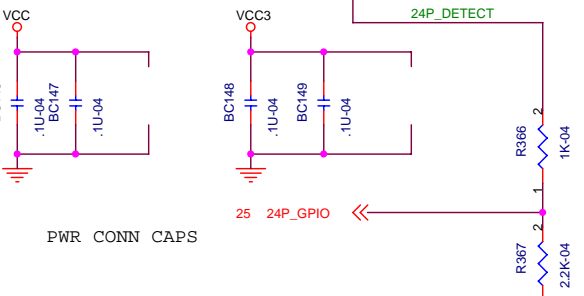 VCC
VCC3
24P_DETECT
BC147
.1U-04
.1U-04
BC148
.1U-04
BC149
.1U-04
R366
1K-04
2
1
25 24P_GPIO
PWR CONN CAPS
2
R367
2.2K-04